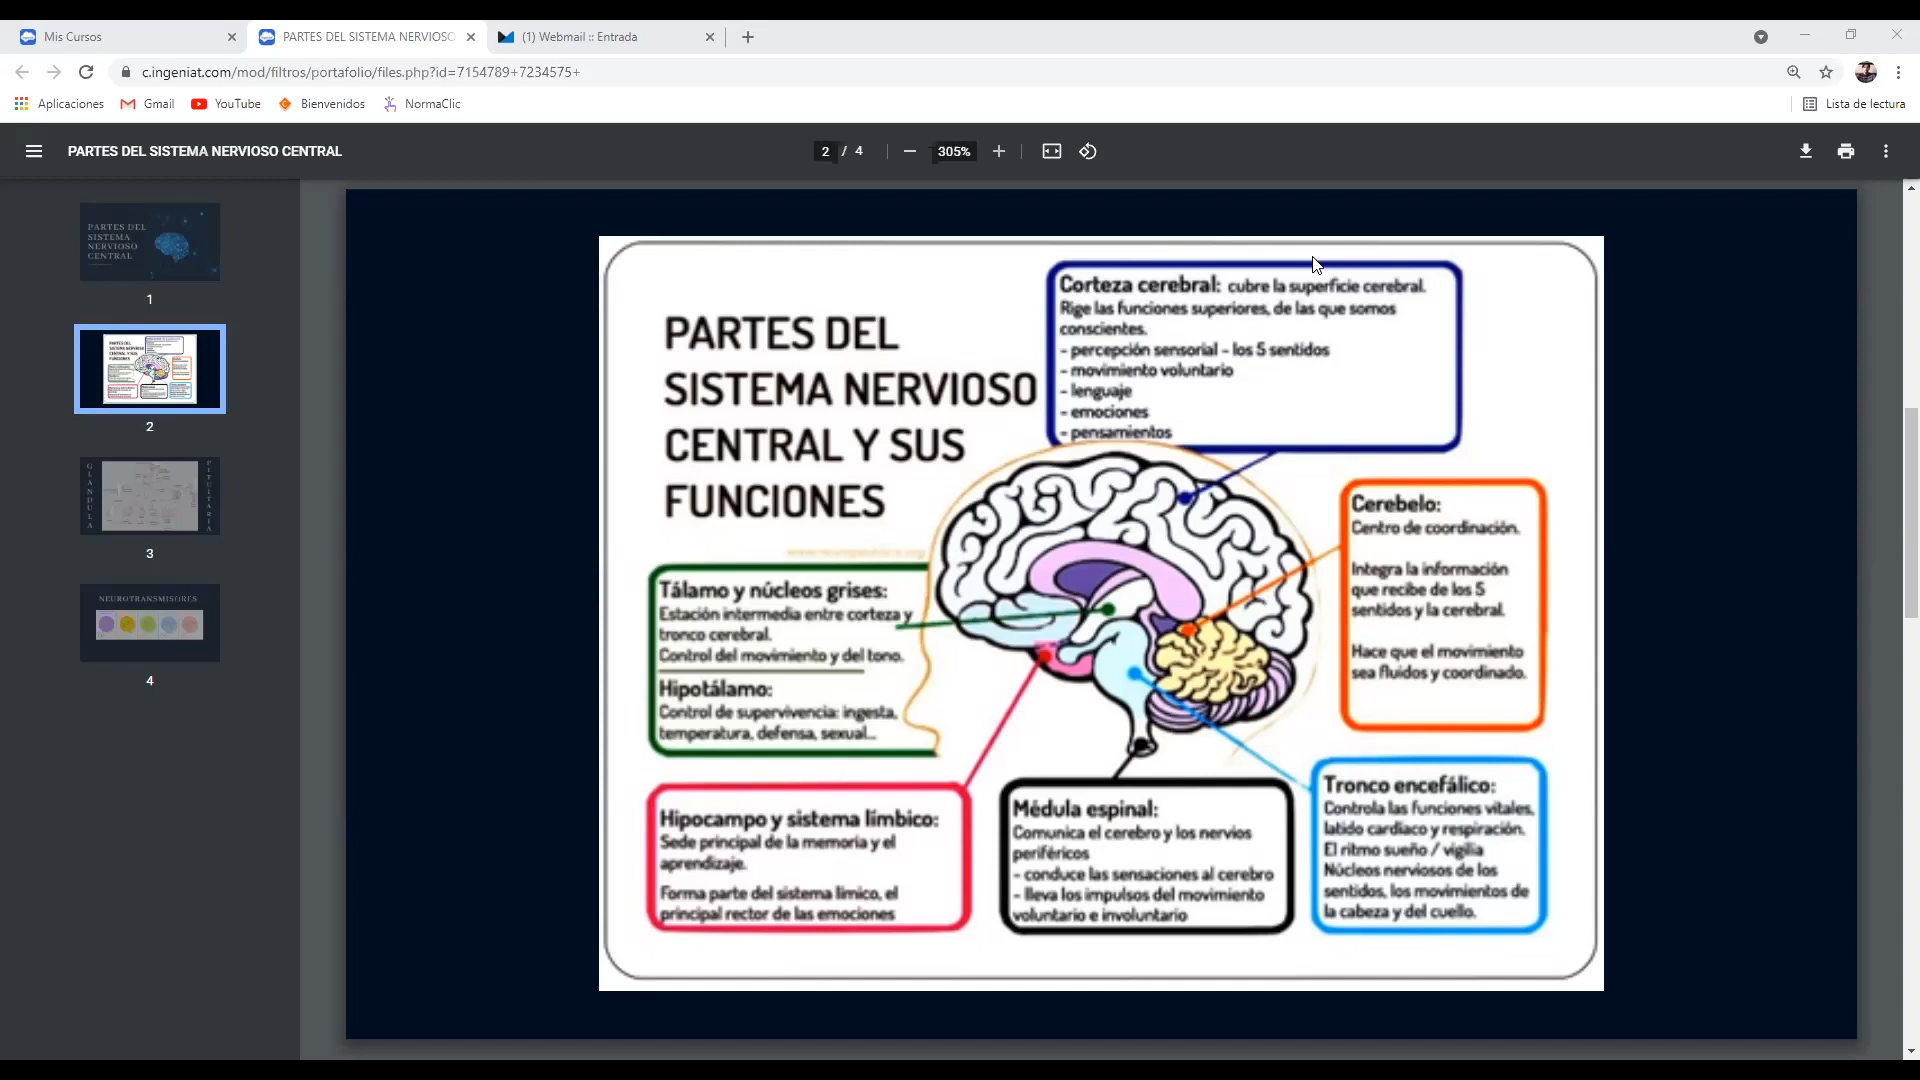 Mis Cursos
PARTES DEL SISTEMA NERVIOSO
(1) Webmail :: Entrada
c.ingeniat.com/mod/filtros/portafolio/files.php?id=7154789+7234575+
Aplicaciones
Gmail
YouTube
Bienvenidos
NormaClic
Lista de lectura
PARTES DEL SISTEMA NERVIOSO CENTRAL
2 / 4
305%
PARTES DEL
SISTEMA
NERVIOSO
CENTRAL
1
2
GLANDULA
PITUITARIA
3
NEUROTRANSMISORES
4
PARTES DEL
SISTEMA NERVIOSO
CENTRAL Y SUS
FUNCIONES
Corteza cerebral: cubre la superficie cerebral.
Rige las funciones superiores, de las que somos
conscientes.
- percepción sensorial - los 5 sentidos
- movimiento voluntario
- lenguaje
- emociones
- pensamientos
Cerebelo:
Centro de coordinación.
Integra la información
que recibe de los 5
sentidos y la cerebral.
Hace que el movimiento
sea fluidos y coordinado.
Tálamo y núcleos grises:
Estación intermedia entre corteza y
tronco cerebral.
Control del movimiento y del tono.
Hipotálamo:
Control de supervivencia: ingesta,
temperatura, defensa, sexual...
Hipocampo y sistema límbico:
Sede principal de la memoria y el
aprendizaje.
Forma parte del sistema límico, el
principal rector de las emociones
Médula espinal:
Comunica el cerebro y los nervios
periféricos
- conduce las sensaciones al cerebro
- lleva los impulsos del movimiento
voluntario e involuntario
Tronco encefálico:
Controla las funciones vitales,
latido cardíaco y respiración.
El ritmo sueño / vigilia
Núcleos nerviosos de los
sentidos, los movimientos de
la cabeza y del cuello.